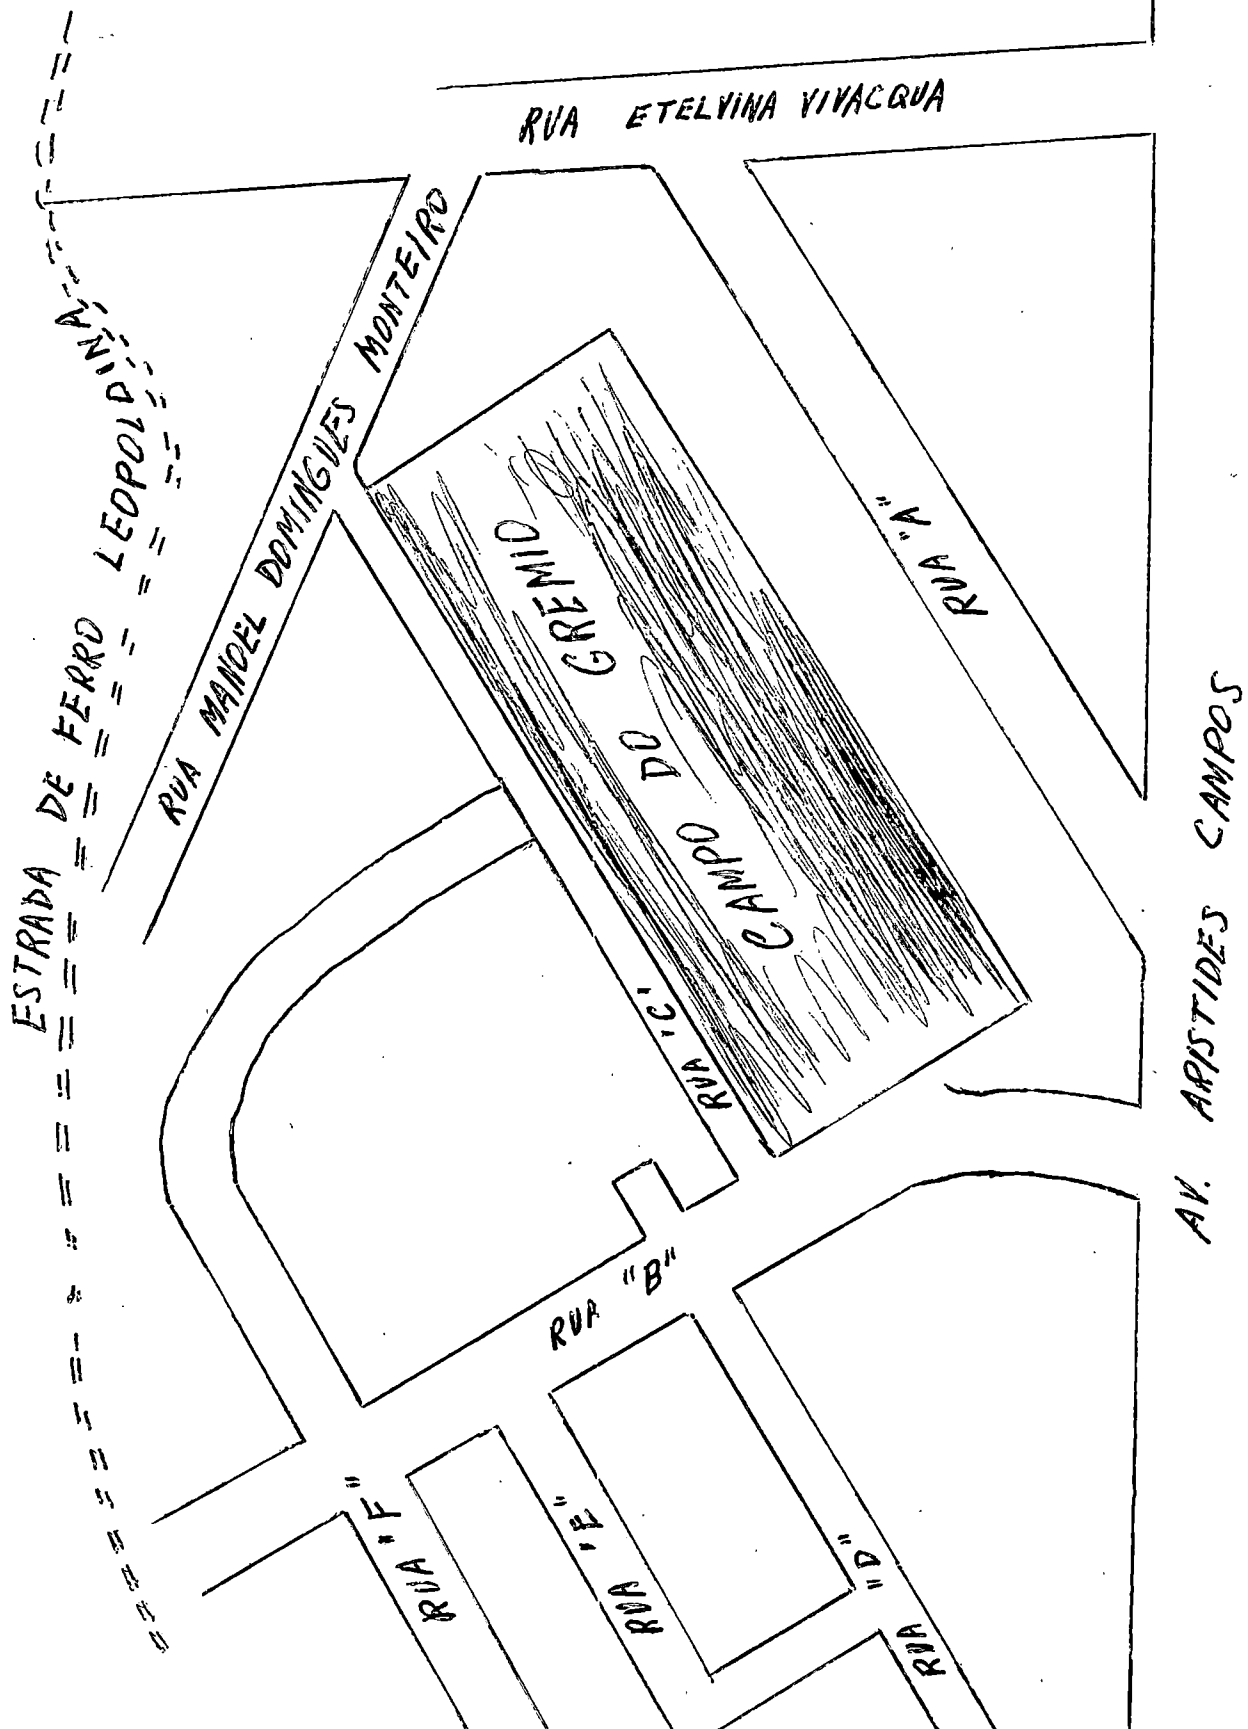 RUA ETELVINA VIVACQUA
RUA MANOEL DOMINGUES MONTEIRO
ESTRADA DE FERRO LEOPOLDINA
CAMPO DO GREMIO
RUA "A"
RUA 'C'
AV. ARISTIDES CAMPOS
RUA "B"
RUA "F"
RUA "E"
RUA "D"